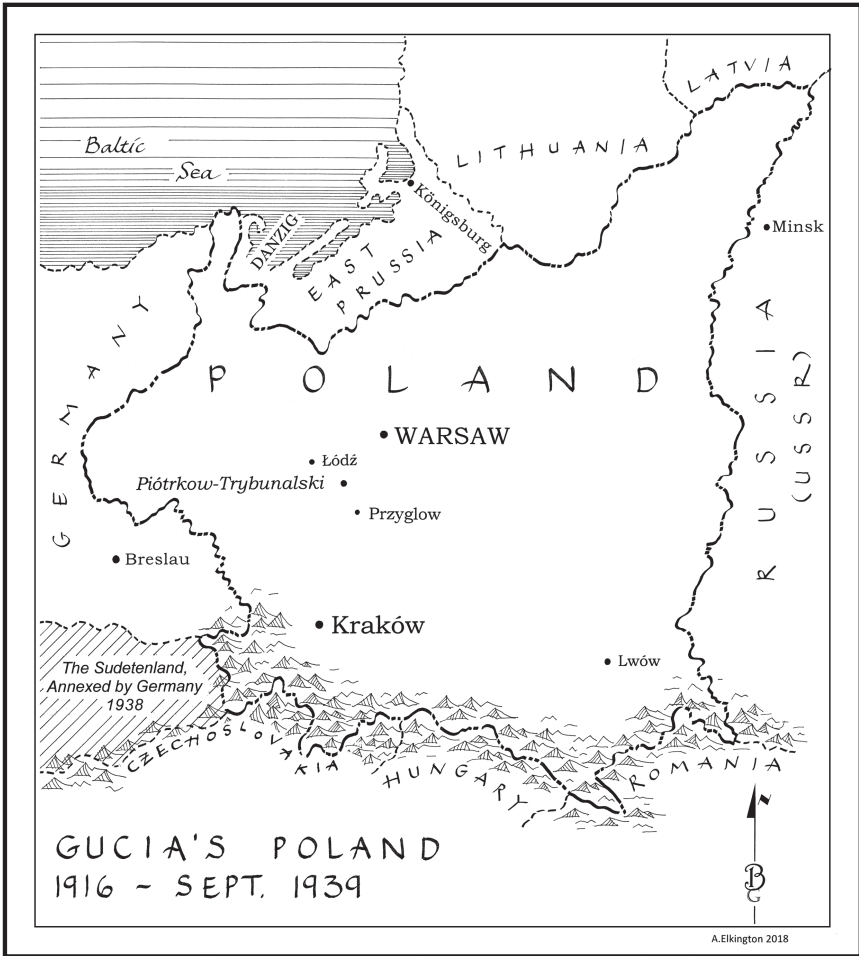 LATVIA
LITHUANIA
Baltic
Sea
Königsburg
Minsk
DANZIG
EAST
PRUSSIA
GERMANY
RUSSIA
(USSR)
POLAND
WARSAW
Łódź
Piótrkow-Trybunalski
Przyglow
Breslau
Kraków
Lwów
The Sudetenland,
Annexed by Germany
1938
CZECHOSLOVAKIA
HUNGARY
ROMANIA
GUCIA'S POLAND
1916 - SEPT. 1939
N
B
G
A.Elkington 2018